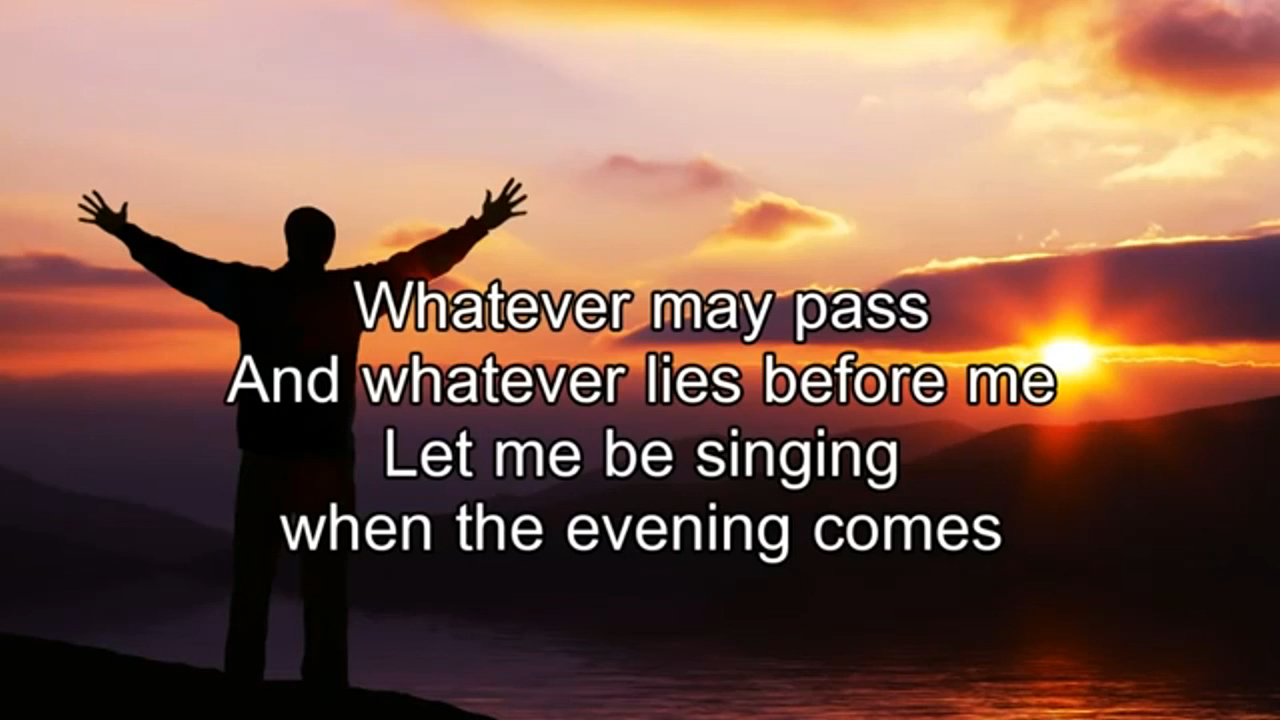 Whatever may pass
And whatever lies before me
Let me be singing
when the evening comes